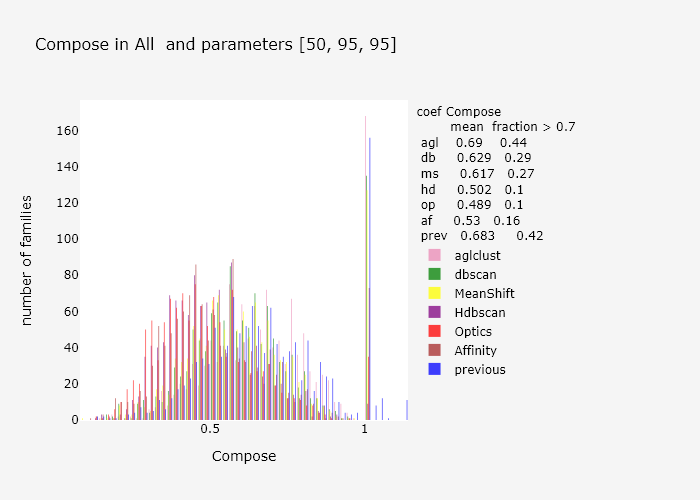 Compose in All  and parameters [50, 95, 95]
coef Compose
mean  fraction > 0.7
agl  0.69  0.44
db  0.629  0.29
ms  0.617  0.27
hd  0.502  0.1
op  0.489  0.1
af  0.53  0.16
prev  0.683  0.42
aglclust
dbscan
MeanShift
Hdbscan
Optics
Affinity
previous
number of families
160
140
120
100
80
60
40
20
0
0.5  1
Compose